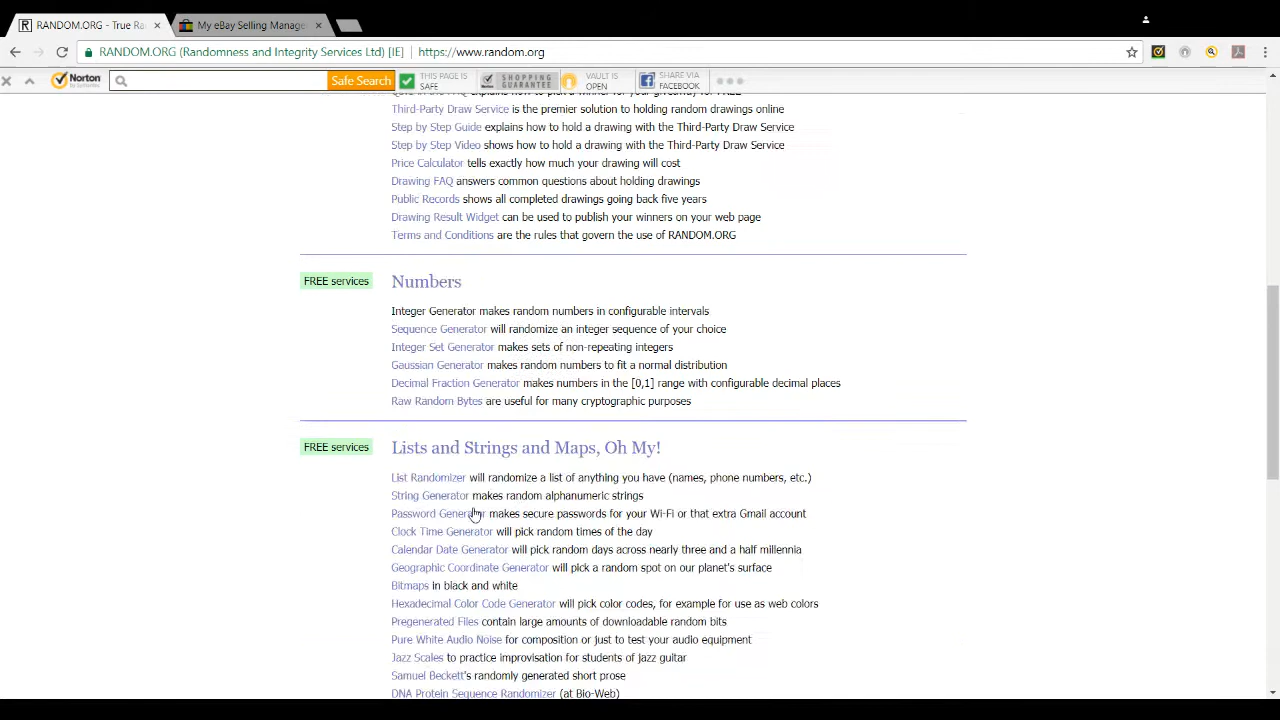 RANDOM.ORG - True Ra
My eBay Selling Manage
RANDOM.ORG (Randomness and Integrity Services Ltd) [IE]
https://www.random.org
Norton
by Symantec
Safe Search
THIS PAGE IS
SAFE
SHOPPING
GUARANTEE
VAULT IS
OPEN
SHARE VIA
FACEBOOK
Third-Party Draw Service is the premier solution to holding random drawings online
Step by Step Guide explains how to hold a drawing with the Third-Party Draw Service
Step by Step Video shows how to hold a drawing with the Third-Party Draw Service
Price Calculator tells exactly how much your drawing will cost
Drawing FAQ answers common questions about holding drawings
Public Records shows all completed drawings going back five years
Drawing Result Widget can be used to publish your winners on your web page
Terms and Conditions are the rules that govern the use of RANDOM.ORG
FREE services
Numbers
Integer Generator makes random numbers in configurable intervals
Sequence Generator will randomize an integer sequence of your choice
Integer Set Generator makes sets of non-repeating integers
Gaussian Generator makes random numbers to fit a normal distribution
Decimal Fraction Generator makes numbers in the [0,1] range with configurable decimal places
Raw Random Bytes are useful for many cryptographic purposes
FREE services
Lists and Strings and Maps, Oh My!
List Randomizer will randomize a list of anything you have (names, phone numbers, etc.)
String Generator makes random alphanumeric strings
Password Generator makes secure passwords for your Wi-Fi or that extra Gmail account
Clock Time Generator will pick random times of the day
Calendar Date Generator will pick random days across nearly three and a half millennia
Geographic Coordinate Generator will pick a random spot on our planet's surface
Bitmaps in black and white
Hexadecimal Color Code Generator will pick color codes, for example for use as web colors
Pregenerated Files contain large amounts of downloadable random bits
Pure White Audio Noise for composition or just to test your audio equipment
Jazz Scales to practice improvisation for students of jazz guitar
Samuel Beckett's randomly generated short prose
DNA Protein Sequence Randomizer (at Bio-Web)